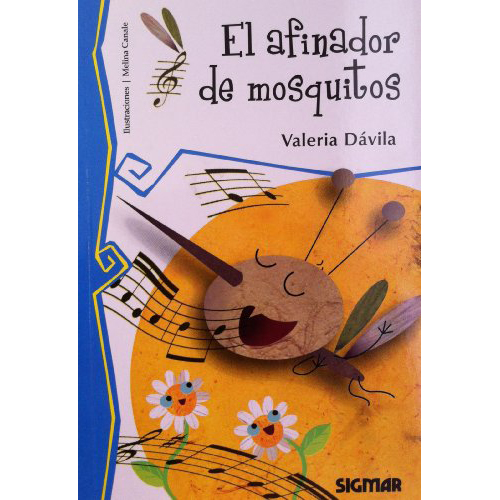 Ilustraciones | Melina Canale
El afinador
de mosquitos
Valeria Dávila
SIGMAR